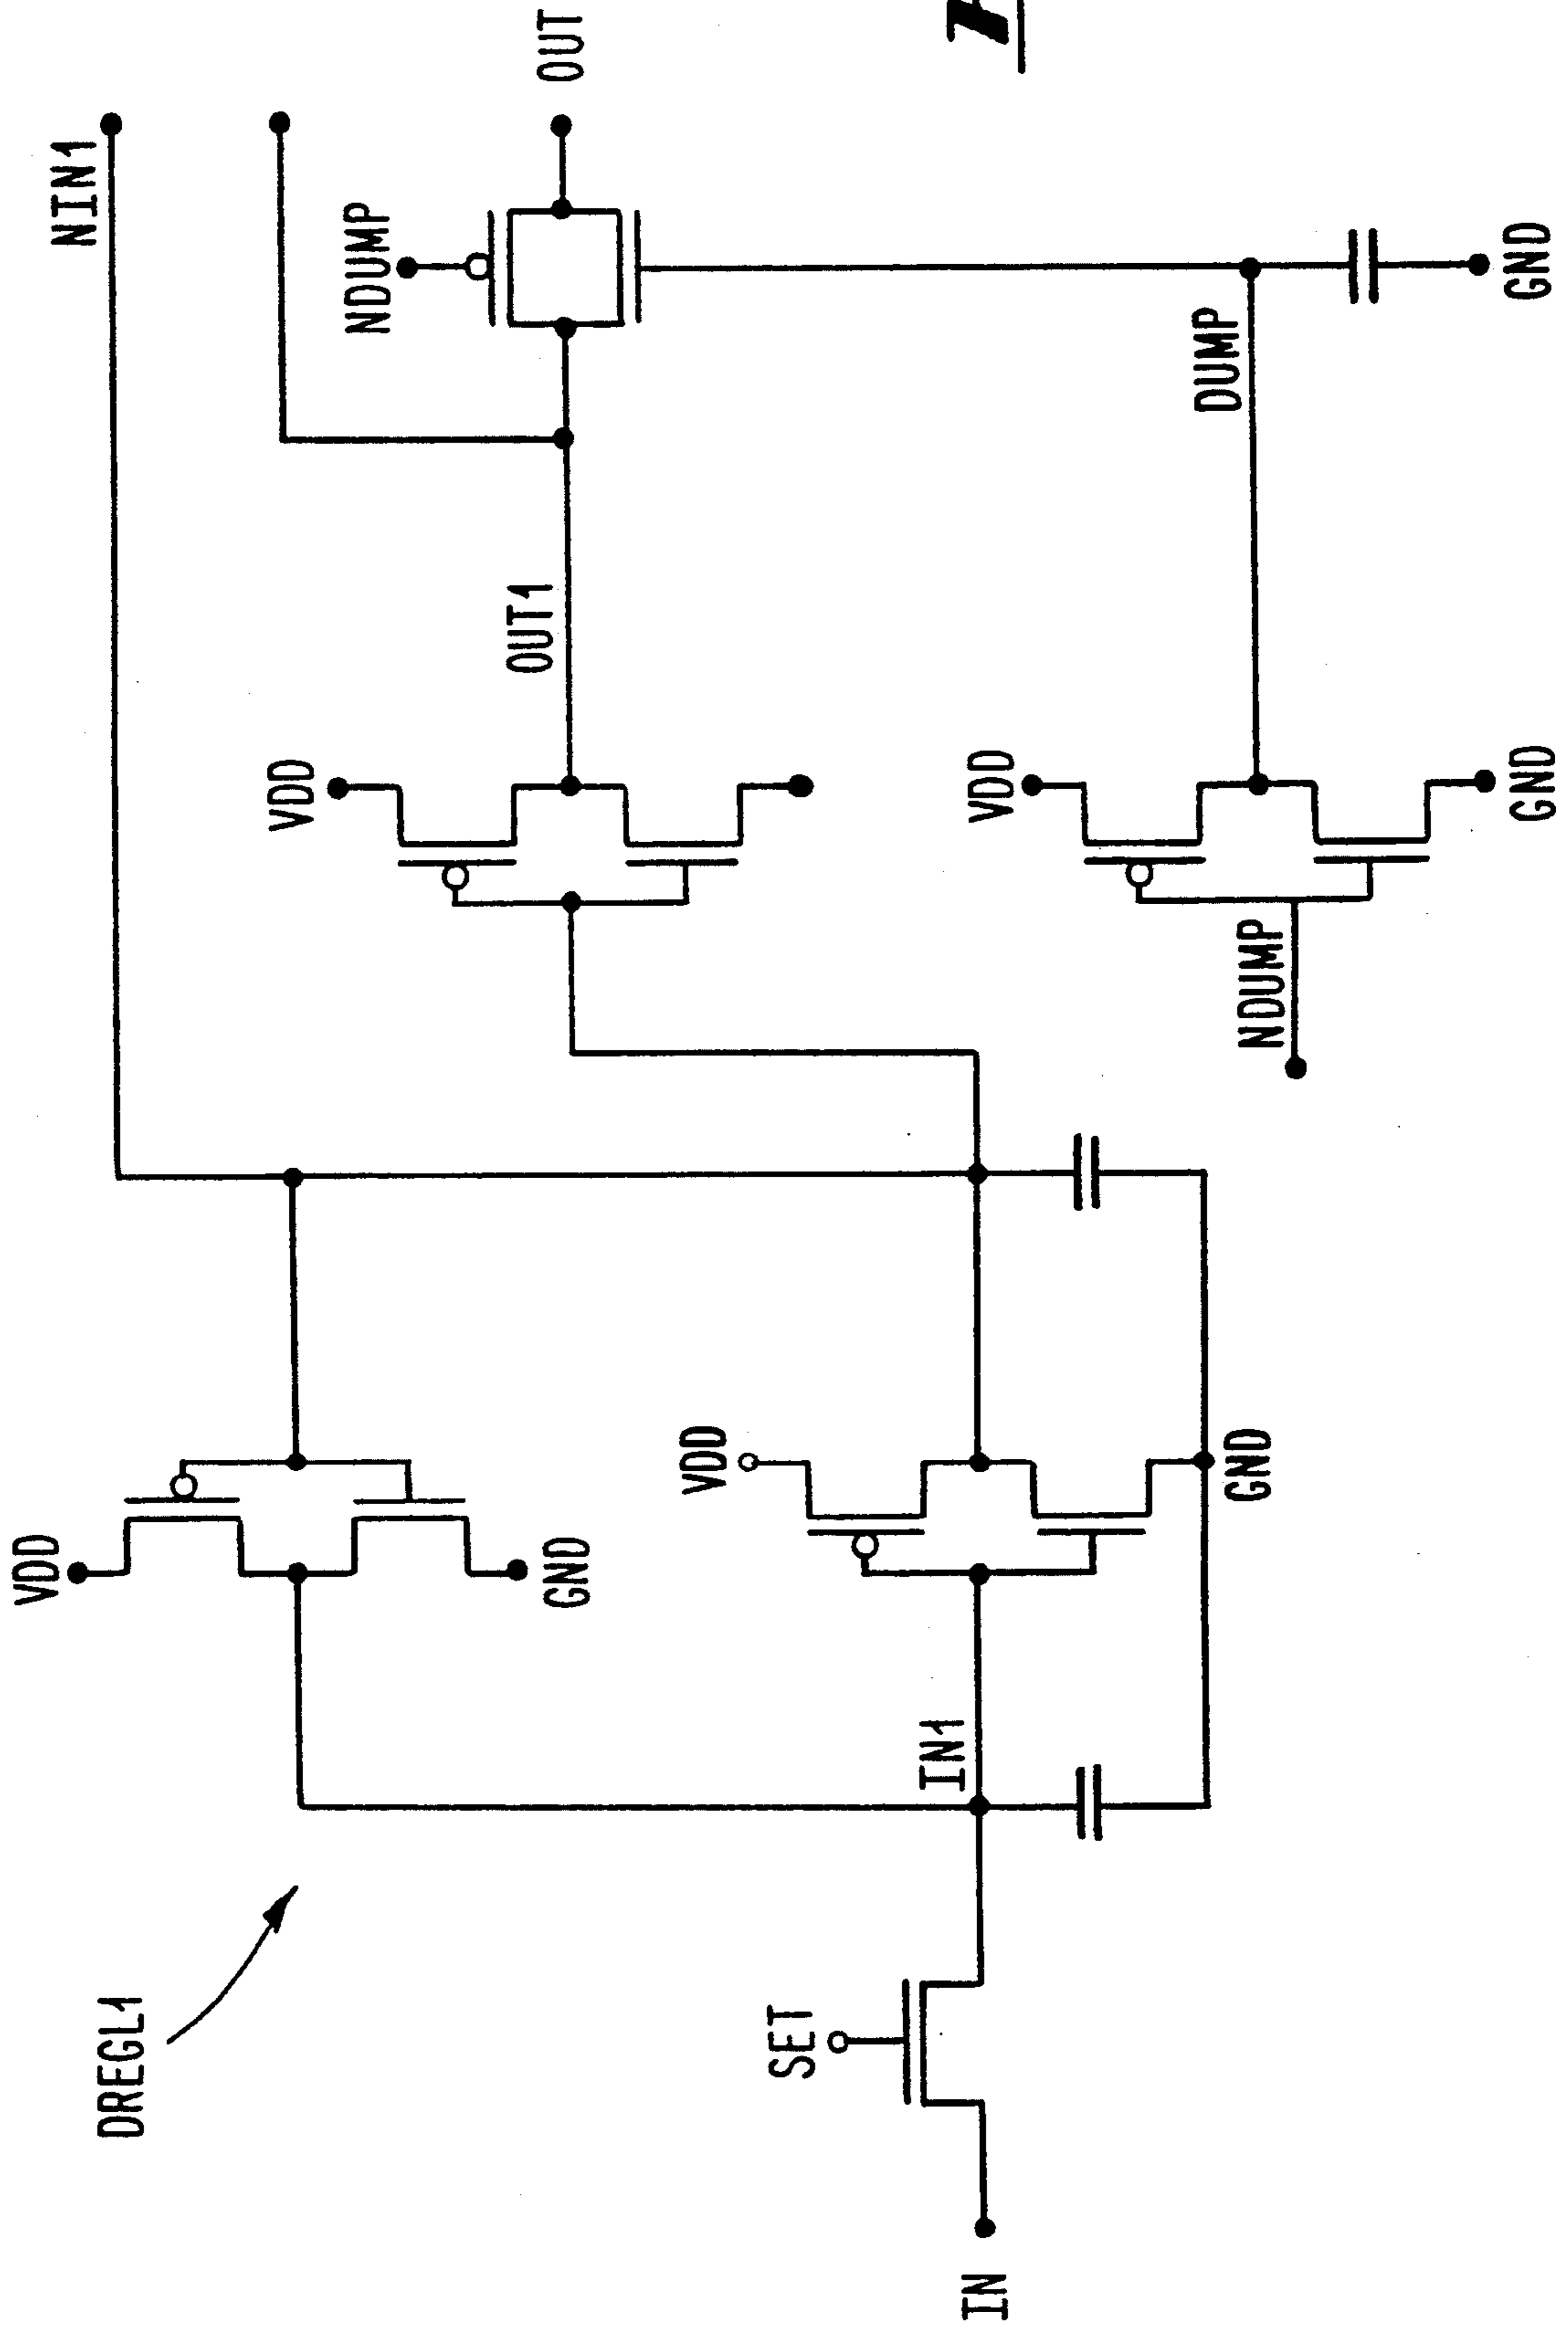 DREGL1
IN
SET
IN1
VDD
GND
VDD
GND
NIN1
VDD
OUT1
NDUMP
OUT
NDUMP
VDD
GND
DUMP
GND